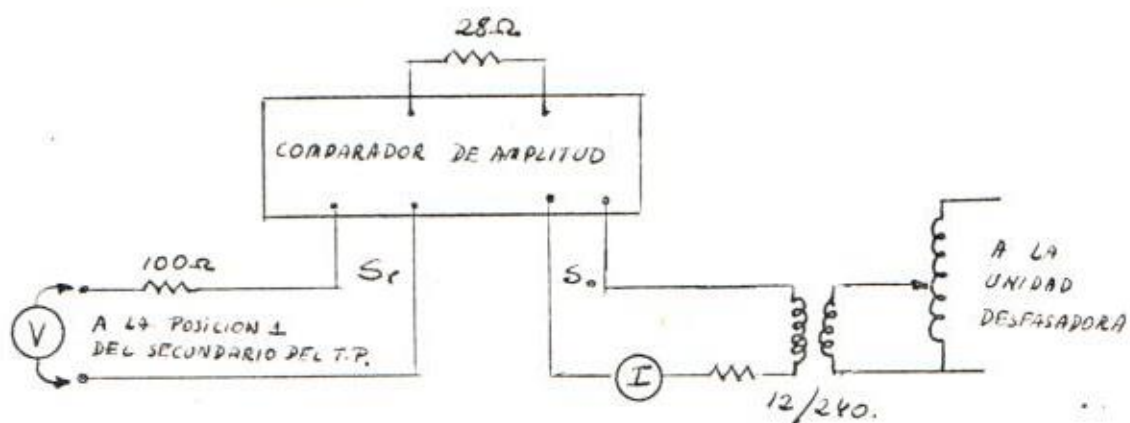 28Ω
COMPARADOR DE AMPLITUD
100Ω
Sr
So
V
A LA POSICION 1
DEL SECUNDARIO DEL T.P.
I
12/240.
A LA
UNIDAD
DESFASADORA